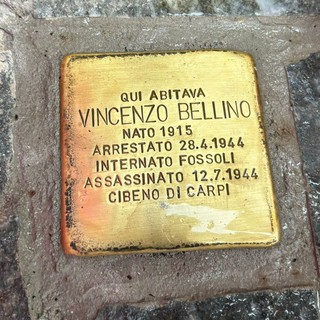 QUI ABITAVA
VINCENZO BELLINO
NATO 1915
ARRESTATO 28.4.1944
INTERNATO FOSSOLI
ASSASSINATO 12.7.1944
CIBENO DI CARPI